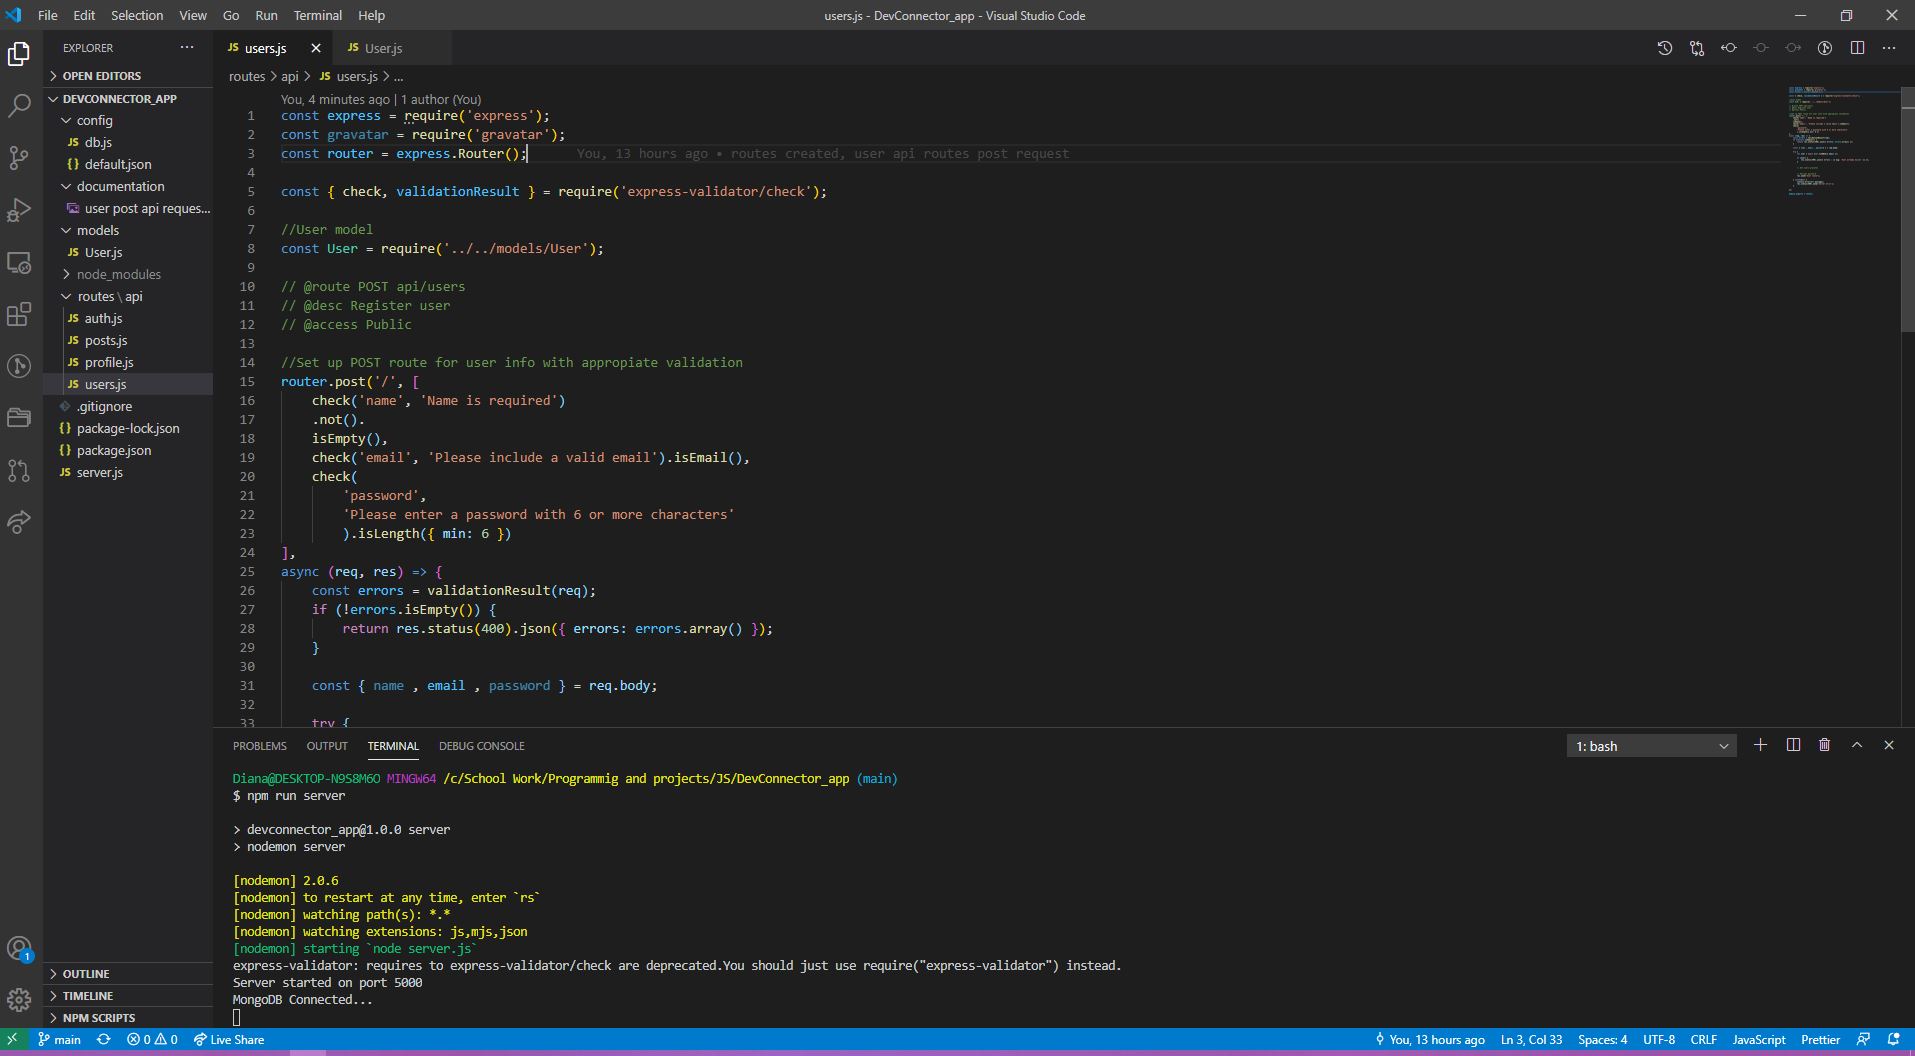 File Edit Selection View Go Run Terminal Help
users.js - DevConnector_app - Visual Studio Code
EXPLORER
OPEN EDITORS
DEVCONNECTOR_APP
config
JS db.js
{} default.json
documentation
user post api reques...
models
JS User.js
node_modules
routes \ api
JS auth.js
JS posts.js
JS profile.js
JS users.js
.gitignore
{} package-lock.json
{} package.json
JS server.js
OUTLINE
TIMELINE
NPM SCRIPTS
JS users.js
JS User.js
routes > api > JS users.js > ...
You, 4 minutes ago | 1 author (You)
1 const express = require('express');
2 const gravatar = require('gravatar');
3 const router = express.Router(); You, 13 hours ago • routes created, user api routes post request
4
5 const { check, validationResult } = require('express-validator/check');
6
7 //User model
8 const User = require('../../models/User');
9
10 // @route POST api/users
11 // @desc Register user
12 // @access Public
13
14 //Set up POST route for user info with appropiate validation
15 router.post('/', [
16 check('name', 'Name is required')
17 .not().
18 isEmpty(),
19 check('email', 'Please include a valid email').isEmail(),
20 check(
21 'password',
22 'Please enter a password with 6 or more characters'
23 ).isLength({ min: 6 })
24 ],
25 async (req, res) => {
26 const errors = validationResult(req);
27 if (!errors.isEmpty()) {
28 return res.status(400).json({ errors: errors.array() });
29 }
30
31 const { name , email , password } = req.body;
32
33 try {
PROBLEMS OUTPUT TERMINAL DEBUG CONSOLE
1: bash
Diana@DESKTOP-N9S8M6O MINGW64 /c/School Work/Programmig and projects/JS/DevConnector_app (main)
$ npm run server
> devconnector_app@1.0.0 server
> nodemon server
[nodemon] 2.0.6
[nodemon] to restart at any time, enter `rs`
[nodemon] watching path(s): *.*
[nodemon] watching extensions: js,mjs,json
[nodemon] starting `node server.js`
express-validator: requires to express-validator/check are deprecated.You should just use require("express-validator") instead.
Server started on port 5000
MongoDB Connected...
1
main
0 0
Live Share
You, 13 hours ago
Ln 3, Col 33
Spaces: 4
UTF-8
CRLF
JavaScript
Prettier